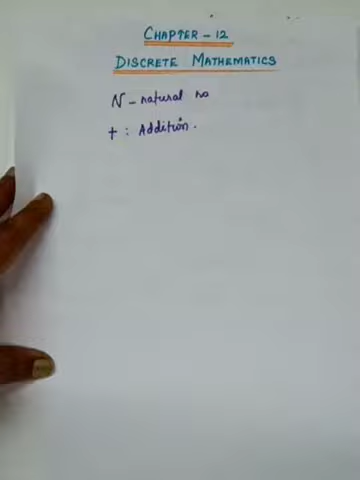 CHAPTER - 12
DISCRETE MATHEMATICS
N - natural no
+ : Addition.